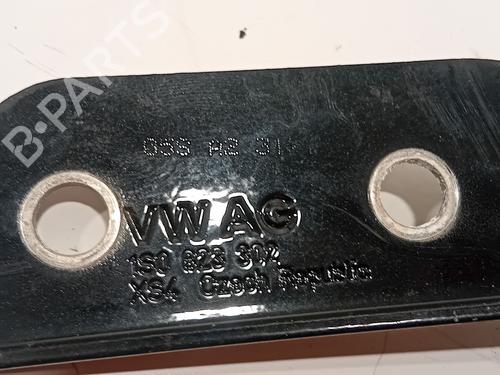 B-PARTS
058 A2 31
VW AG
1S0 823 302
XS4 Czech Republic